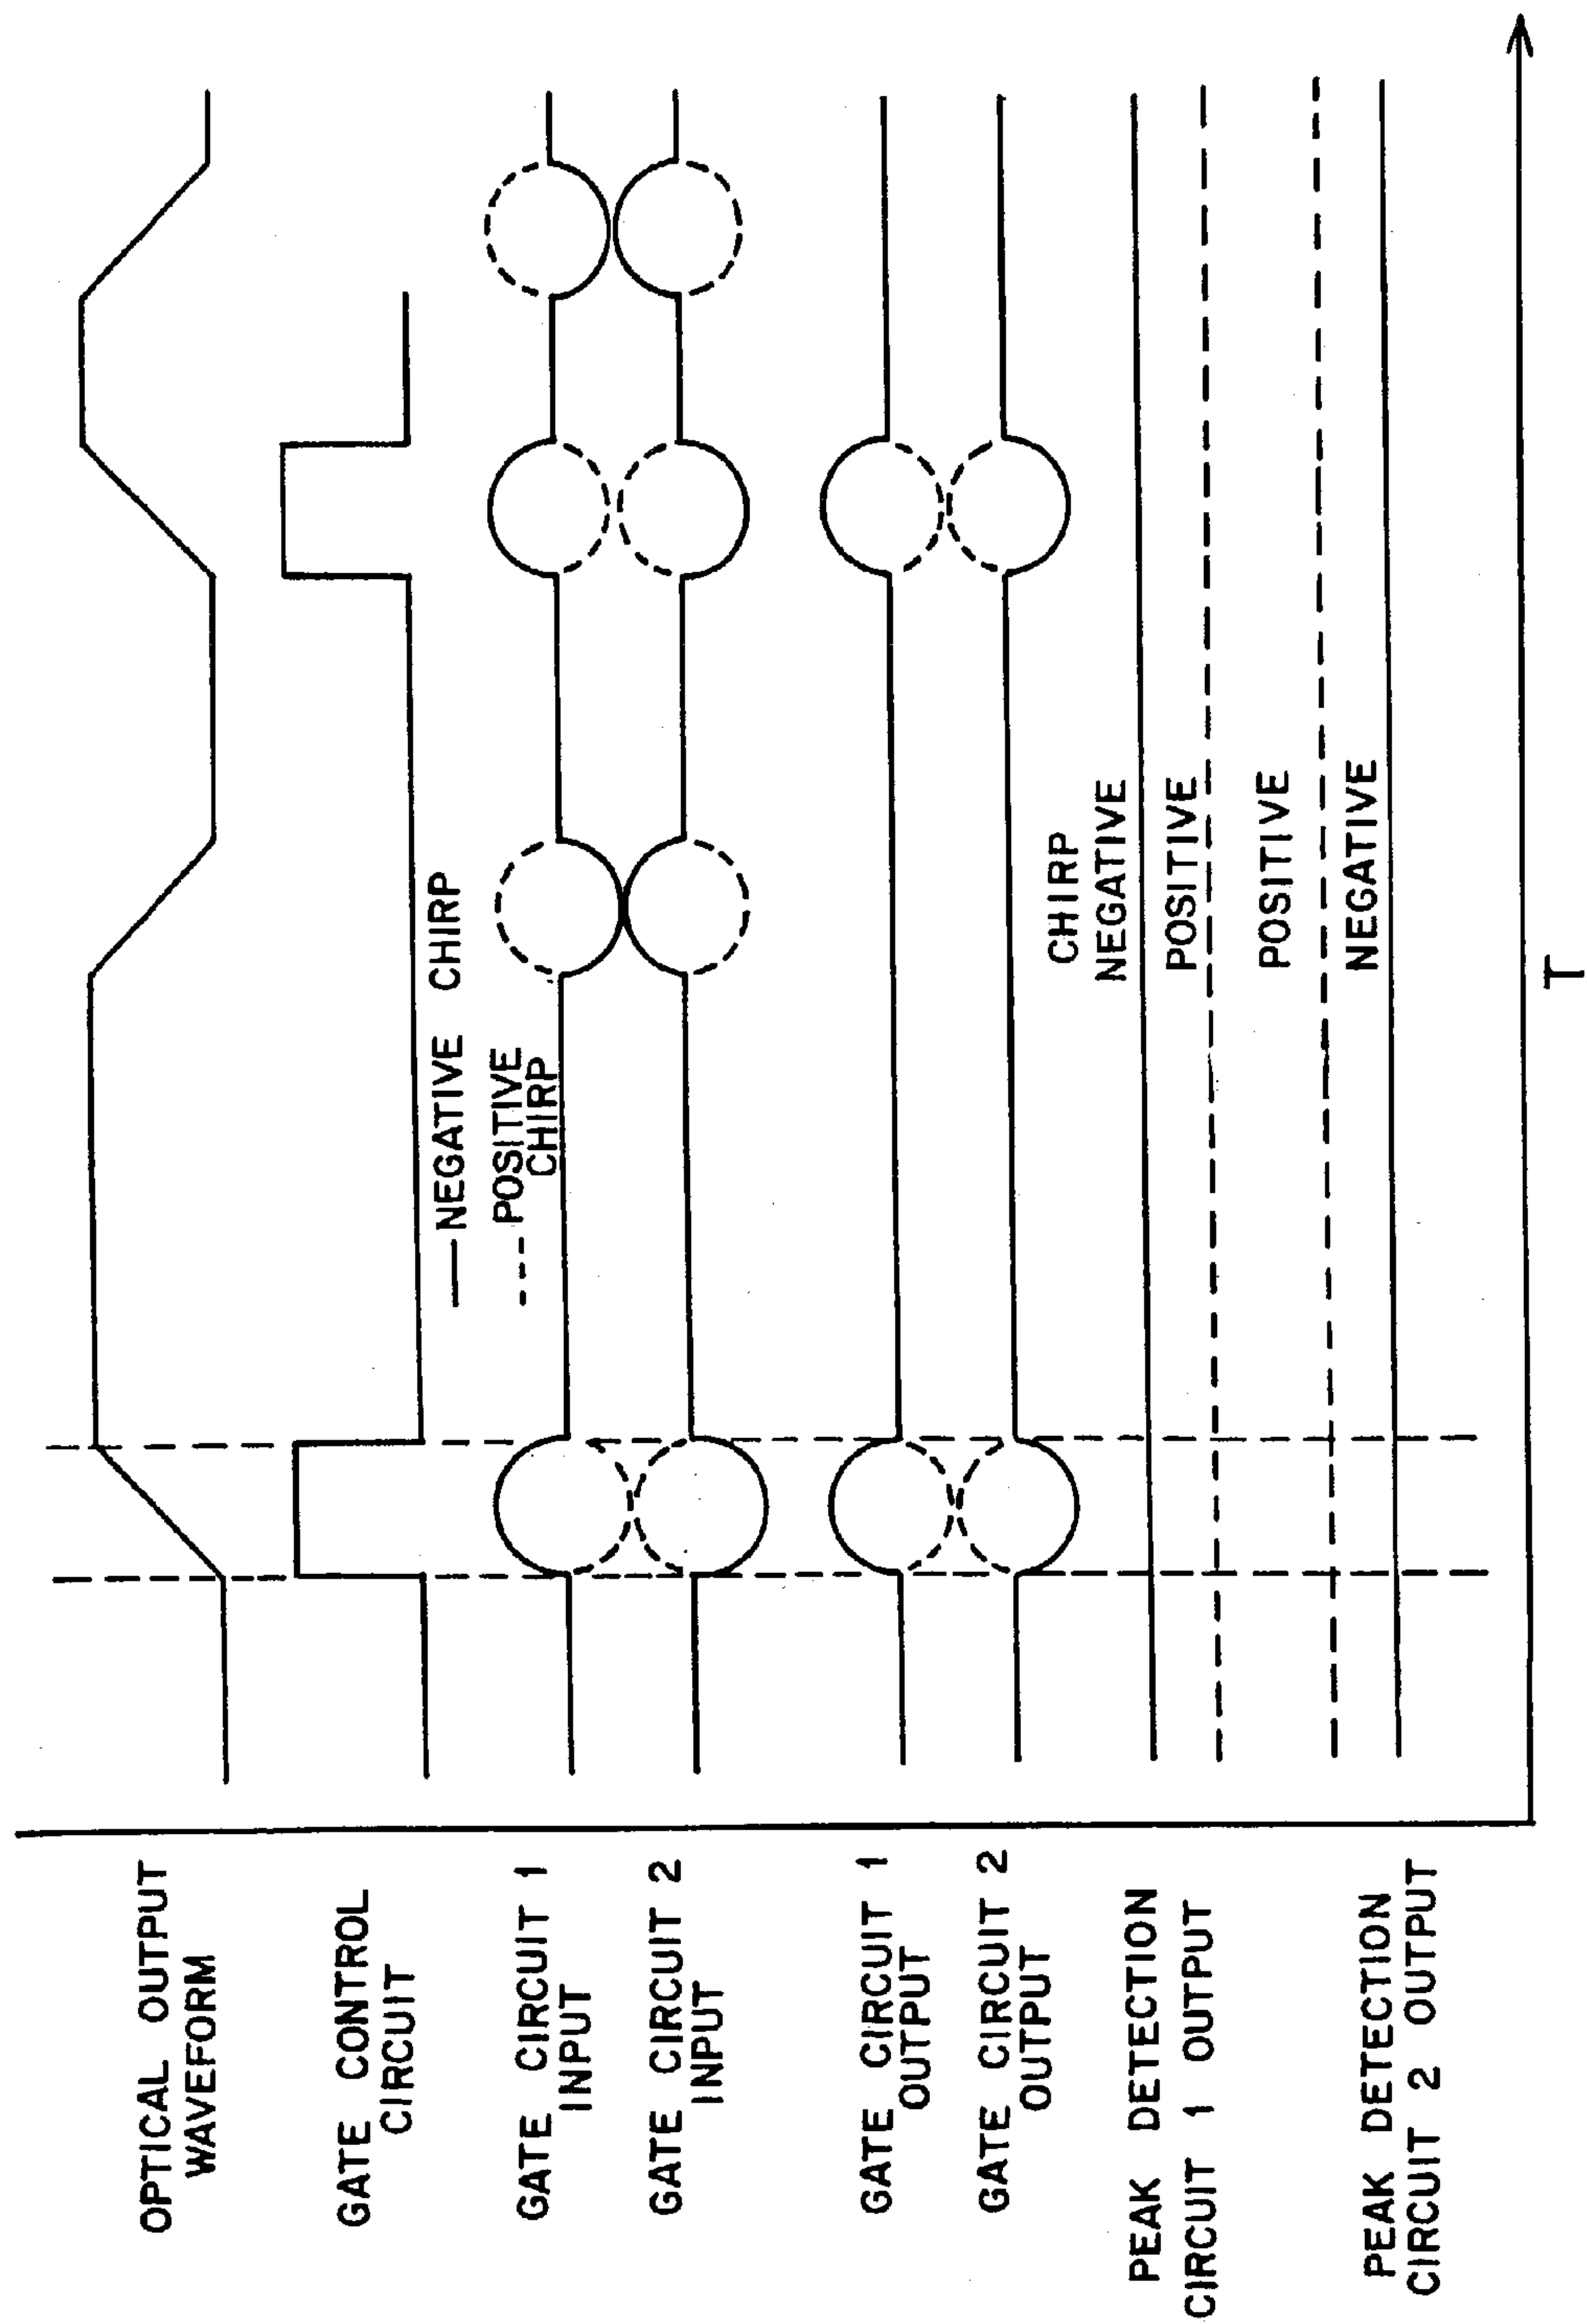 OPTICAL OUTPUT
WAVEFORM
GATE CONTROL
CIRCUIT
NEGATIVE CHIRP
POSITIVE
CHIRP
GATE CIRCUIT 1
INPUT
GATE CIRCUIT 2
INPUT
GATE CIRCUIT 1
OUTPUT
GATE CIRCUIT 2
OUTPUT
CHIRP
NEGATIVE
PEAK DETECTION
CIRCUIT 1 OUTPUT
POSITIVE
POSITIVE
NEGATIVE
PEAK DETECTION
CIRCUIT 2 OUTPUT
T